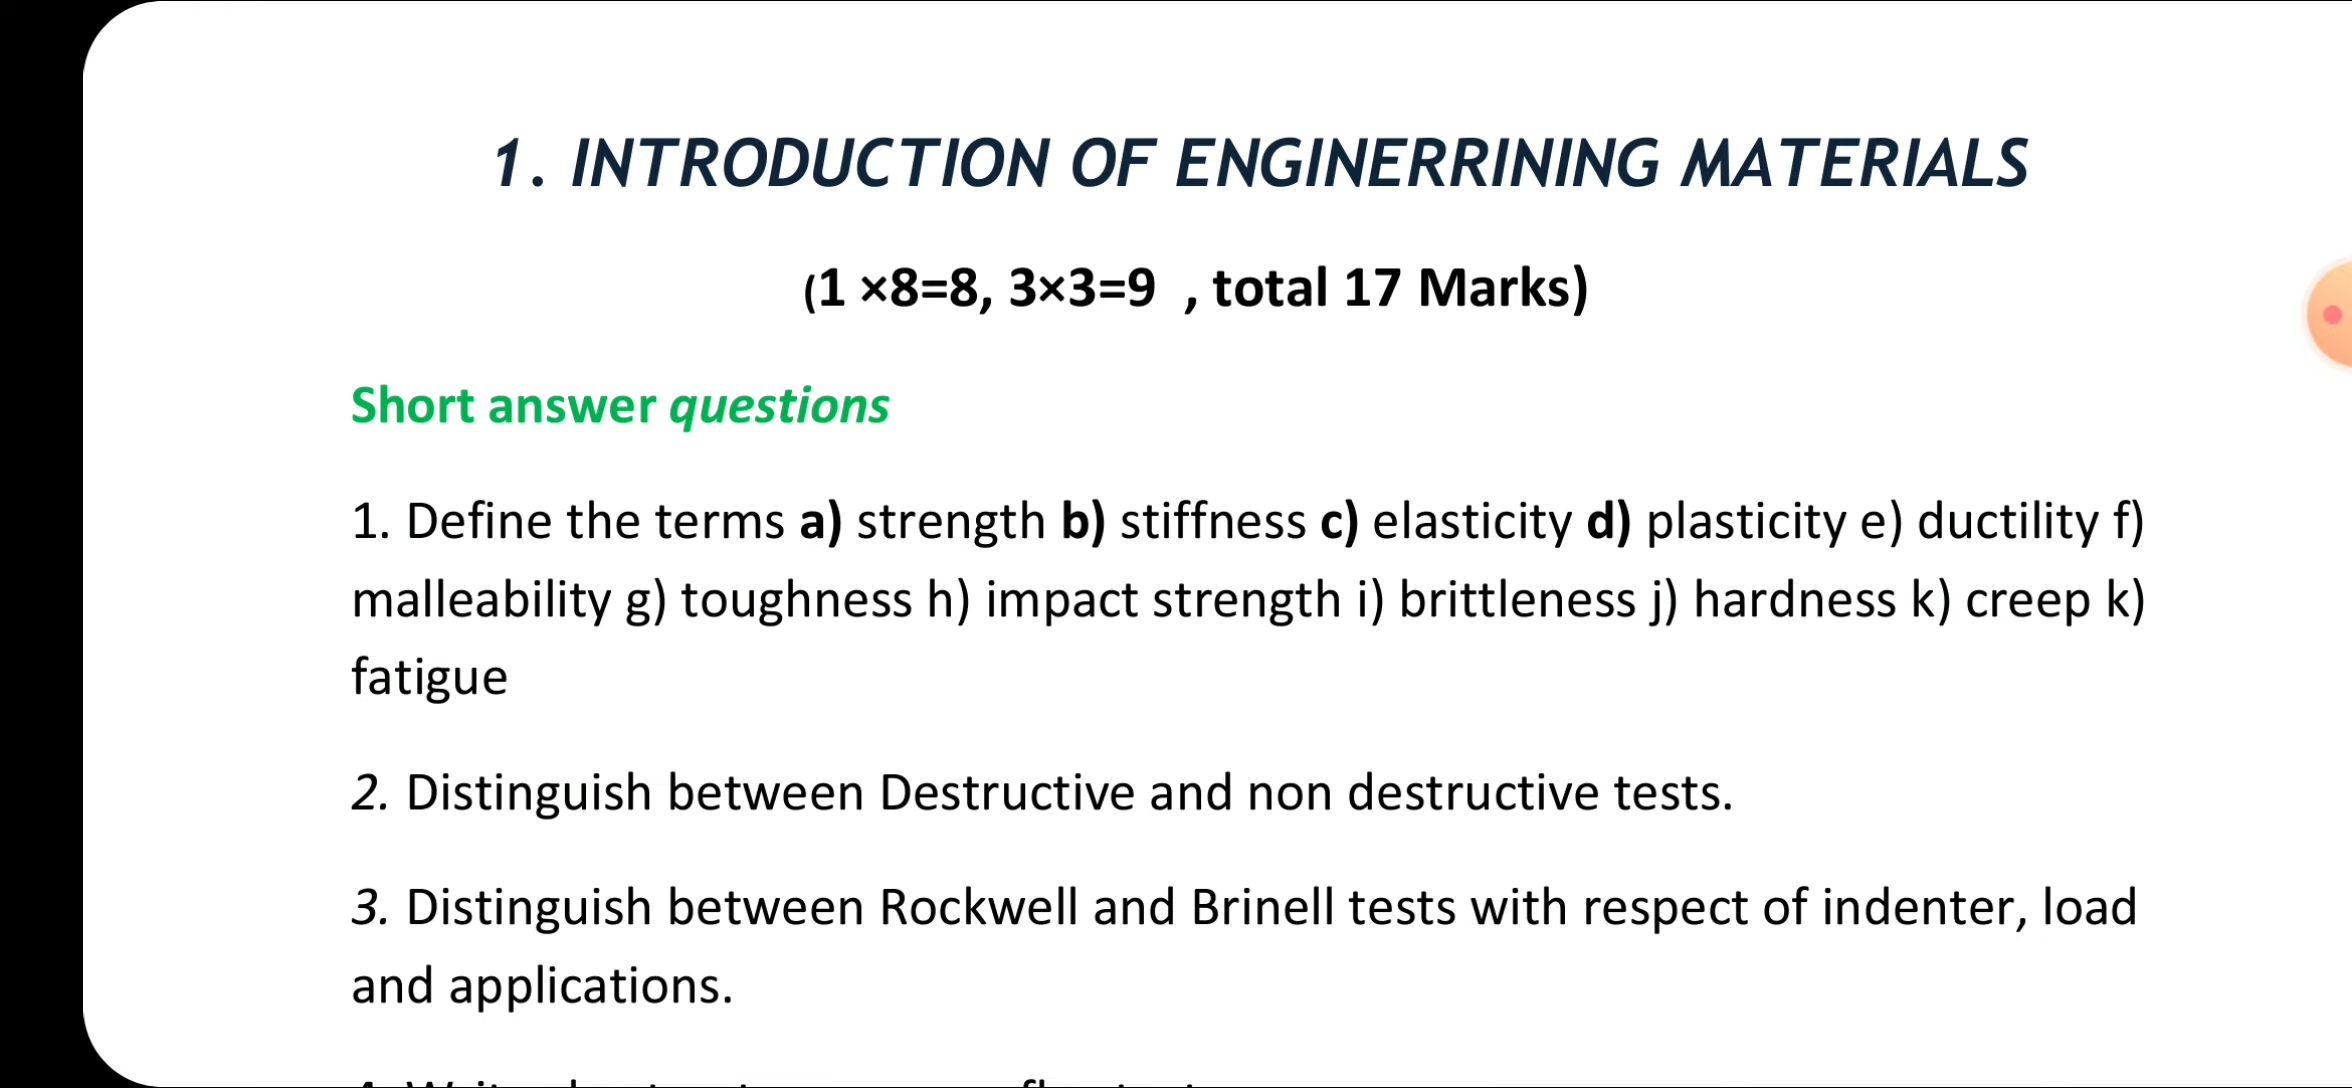 1. INTRODUCTION OF ENGINERRINING MATERIALS
(1 ×8=8, 3×3=9 , total 17 Marks)
Short answer questions
1. Define the terms a) strength b) stiffness c) elasticity d) plasticity e) ductility f)
malleability g) toughness h) impact strength i) brittleness j) hardness k) creep k)
fatigue
2. Distinguish between Destructive and non destructive tests.
3. Distinguish between Rockwell and Brinell tests with respect of indenter, load
and applications.